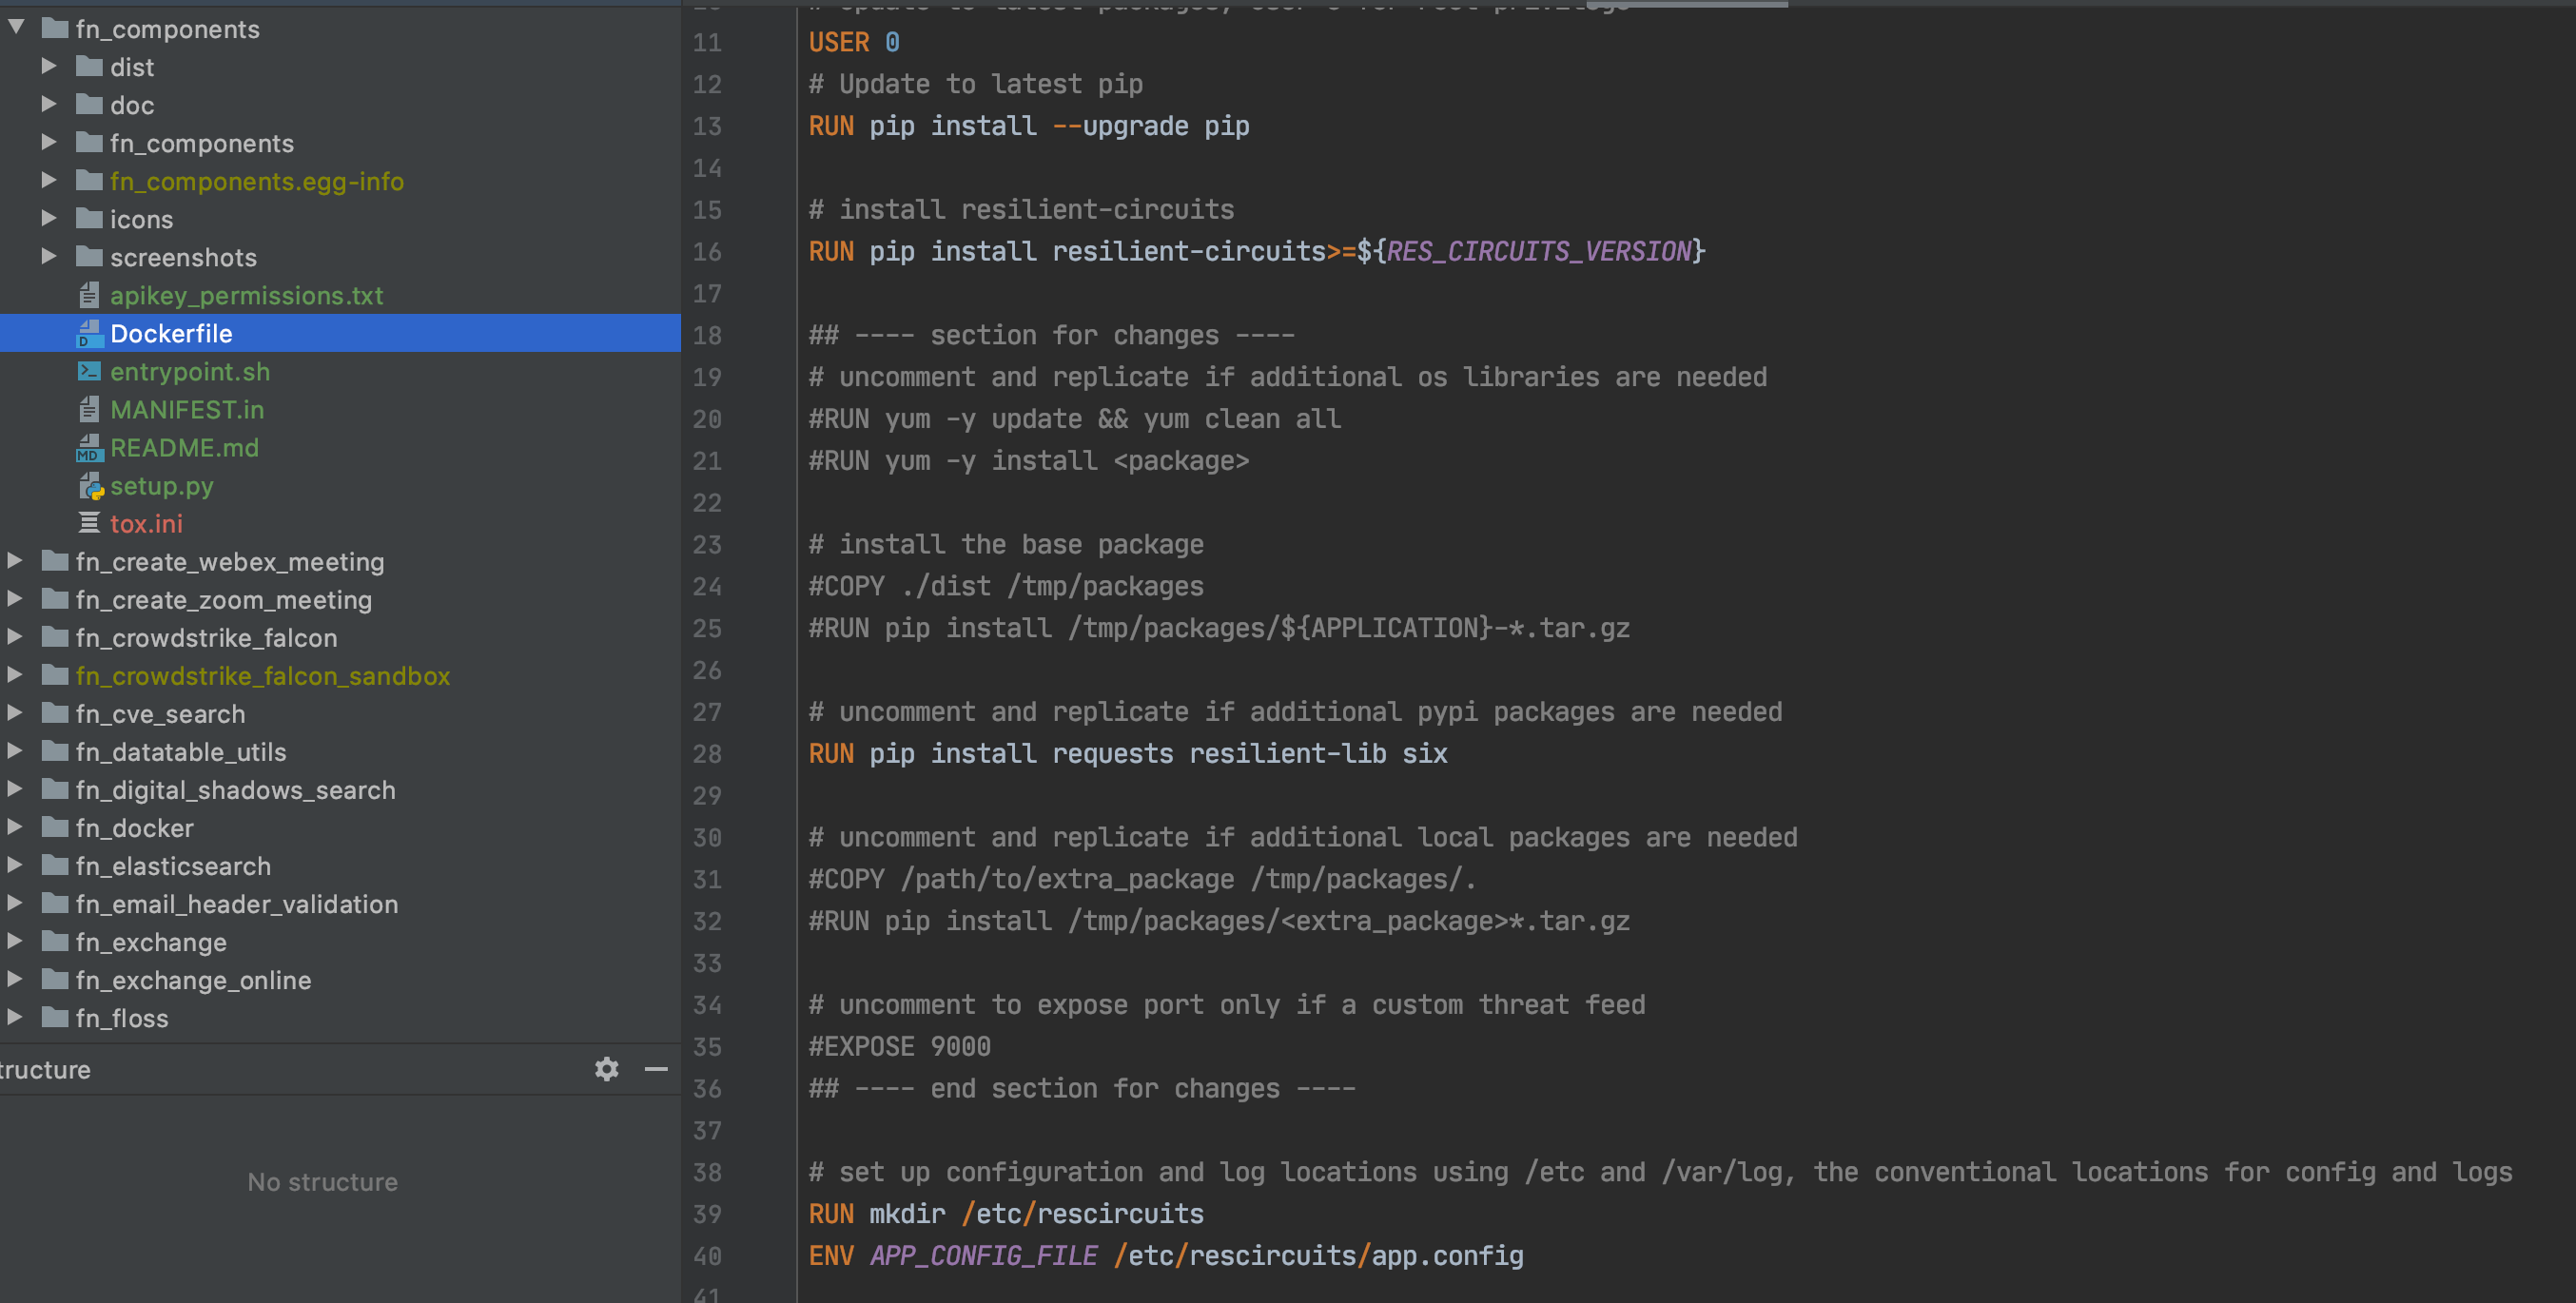 fn_components
dist
doc
fn_components
fn_components.egg-info
icons
screenshots
apikey_permissions.txt
Dockerfile
entrypoint.sh
MANIFEST.in
README.md
setup.py
tox.ini
fn_create_webex_meeting
fn_create_zoom_meeting
fn_crowdstrike_falcon
fn_crowdstrike_falcon_sandbox
fn_cve_search
fn_datatable_utils
fn_digital_shadows_search
fn_docker
fn_elasticsearch
fn_email_header_validation
fn_exchange
fn_exchange_online
fn_floss
tructure
No structure
11 USER 0
12 # Update to latest pip
13 RUN pip install --upgrade pip
14
15 # install resilient-circuits
16 RUN pip install resilient-circuits>=${RES_CIRCUITS_VERSION}
17
18 ## ---- section for changes ----
19 # uncomment and replicate if additional os libraries are needed
20 #RUN yum -y update && yum clean all
21 #RUN yum -y install <package>
22
23 # install the base package
24 #COPY ./dist /tmp/packages
25 #RUN pip install /tmp/packages/${APPLICATION}-*.tar.gz
26
27 # uncomment and replicate if additional pypi packages are needed
28 RUN pip install requests resilient-lib six
29
30 # uncomment and replicate if additional local packages are needed
31 #COPY /path/to/extra_package /tmp/packages/.
32 #RUN pip install /tmp/packages/<extra_package>*.tar.gz
33
34 # uncomment to expose port only if a custom threat feed
35 #EXPOSE 9000
36 ## ---- end section for changes ----
37
38 # set up configuration and log locations using /etc and /var/log, the conventional locations for config and logs
39 RUN mkdir /etc/rescircuits
40 ENV APP_CONFIG_FILE /etc/rescircuits/app.config
41